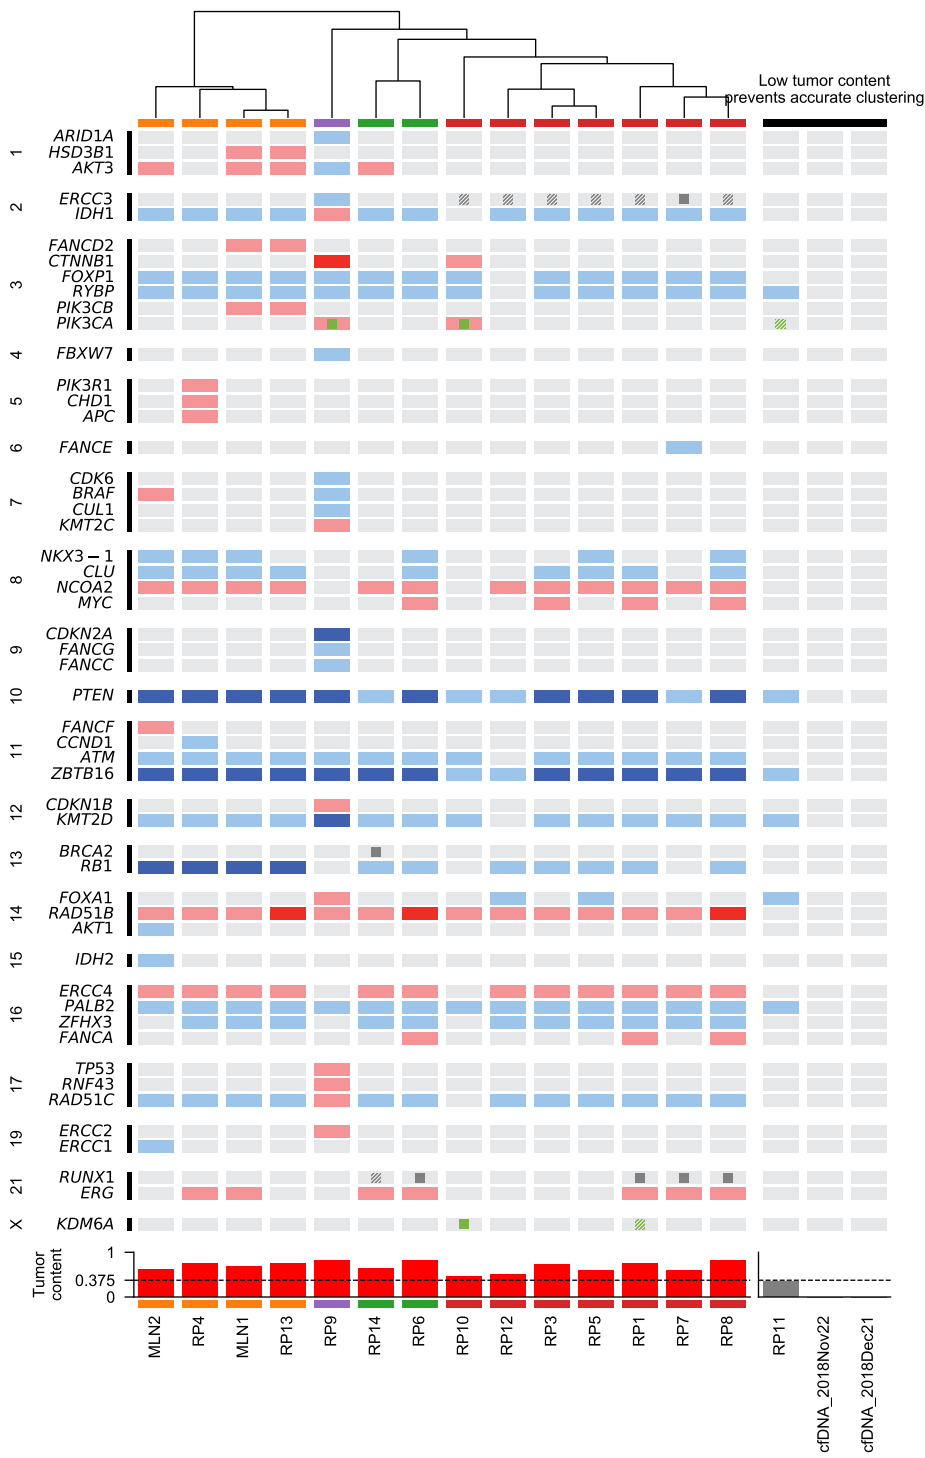 Low tumor content
prevents accurate clustering
1
ARID1A
HSD3B1
AKT3
2
ERCC3
IDH1
3
FANCD2
CTNNB1
FOXP1
RYBP
PIK3CB
PIK3CA
4
FBXW7
5
PIK3R1
CHD1
APC
6
FANCE
7
CDK6
BRAF
CUL1
KMT2C
8
NKX3−1
CLU
NCOA2
MYC
9
CDKN2A
FANCG
FANCC
10
PTEN
11
FANCF
CCND1
ATM
ZBTB16
12
CDKN1B
KMT2D
13
BRCA2
RB1
14
FOXA1
RAD51B
AKT1
15
IDH2
16
ERCC4
PALB2
ZFHX3
FANCA
17
TP53
RNF43
RAD51C
19
ERCC2
ERCC1
21
RUNX1
ERG
X
KDM6A
Tumor
content
1
0.375
0
MLN2
RP4
MLN1
RP13
RP9
RP14
RP6
RP10
RP12
RP3
RP5
RP1
RP7
RP8
RP11
cfDNA_2018Nov22
cfDNA_2018Dec21